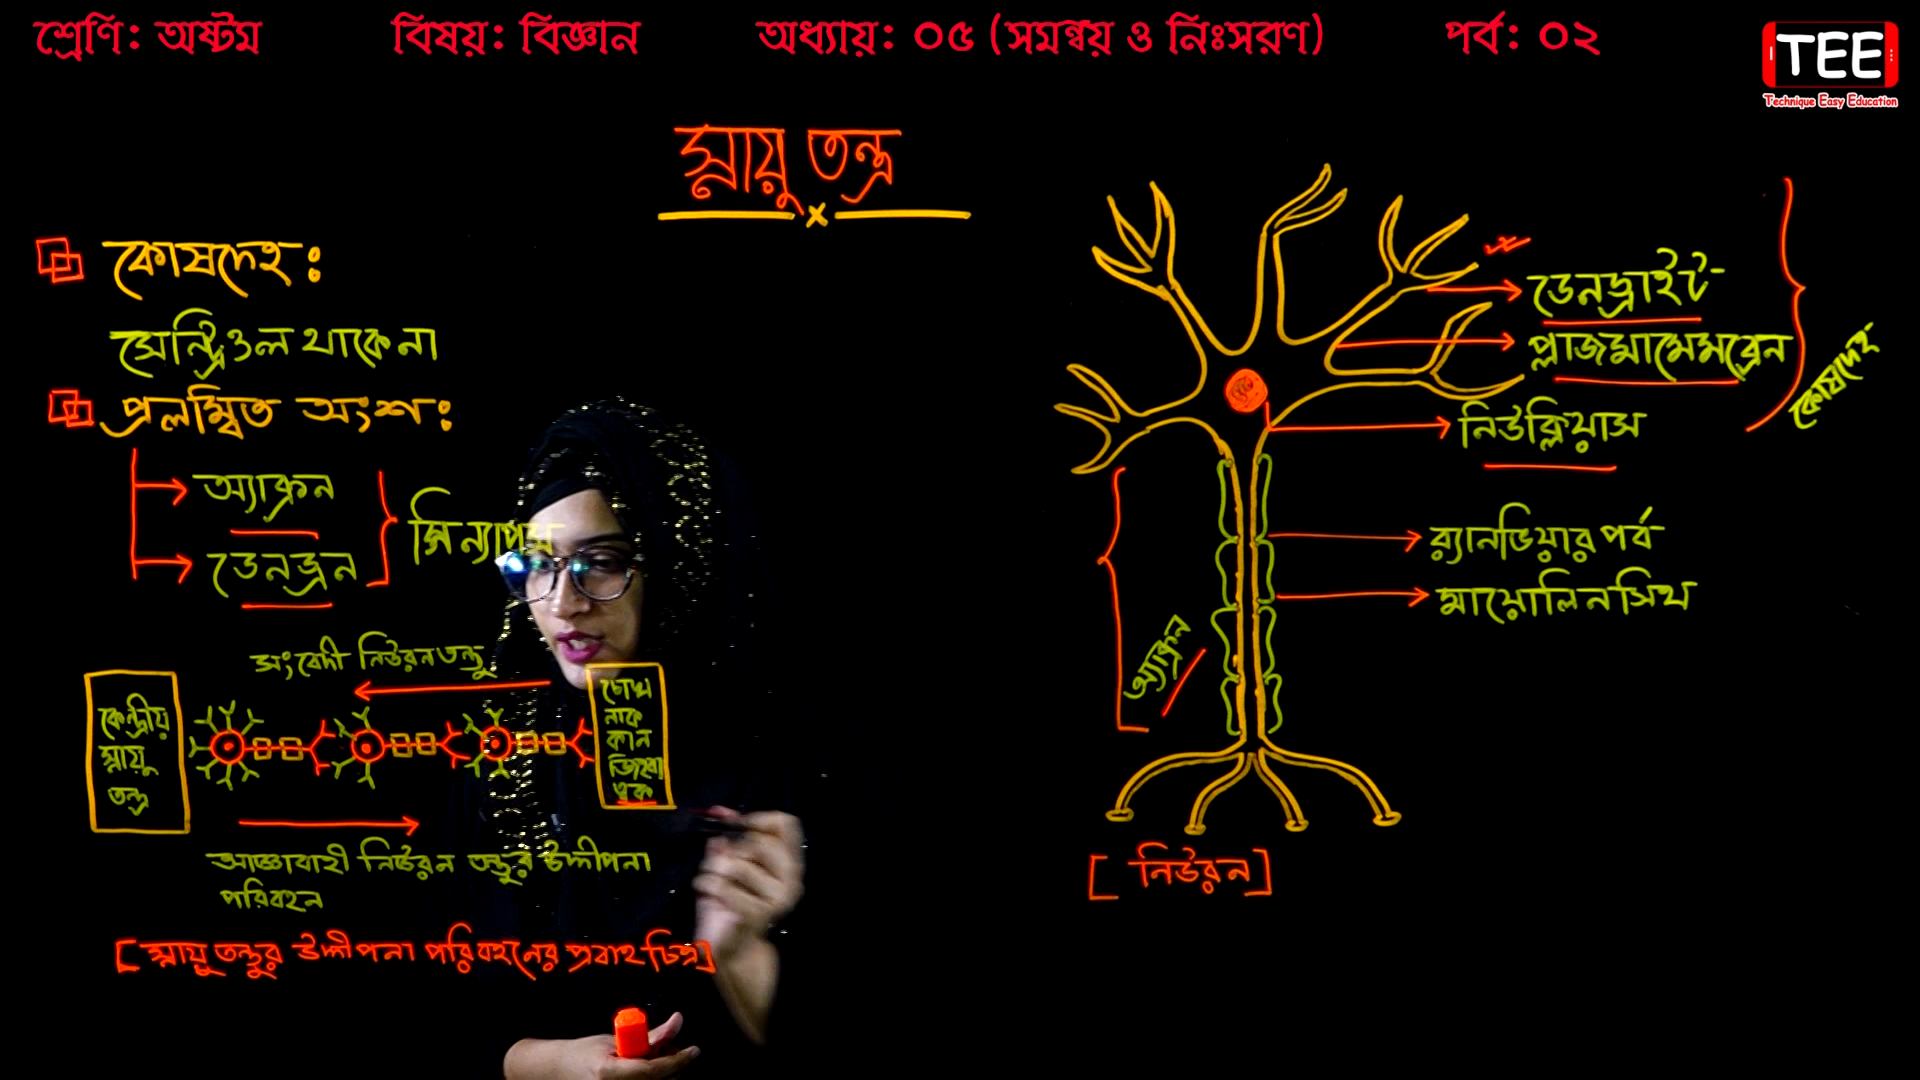 শ্রেণি: অষ্টম বিষয়: বিজ্ঞান অধ্যায়: ০৫ (সমন্বয় ও নিঃসরণ) পর্ব: ০২
TEE
Technique Easy Education
স্নায়ু তন্ত্র
x
কোষদেহ:
সেন্ট্রিওল থাকে না
প্রলম্বিত অংশ:
অ্যাক্সন
ডেনড্রন
সিন্যাপস
সংবেদী নিউরন তন্তু
কেন্দ্রীয়
স্নায়ু
তন্ত্র
চোখ
নাক
কান
জিহ্বা
ত্বক
আজ্ঞাবাহী নিউরন তন্তুর উদ্দীপনা
পরিবহন
[স্নায়ু তন্তুর উদ্দীপনা পরিবহনের প্রবাহ চিত্র]
ডেনড্রাইট
প্লাজমামেমব্রেন
নিউক্লিয়াস
কোষদেহ
র‍্যানভিয়ার পর্ব
মায়োলিনসিথ
অ্যাক্সন
[নিউরন]